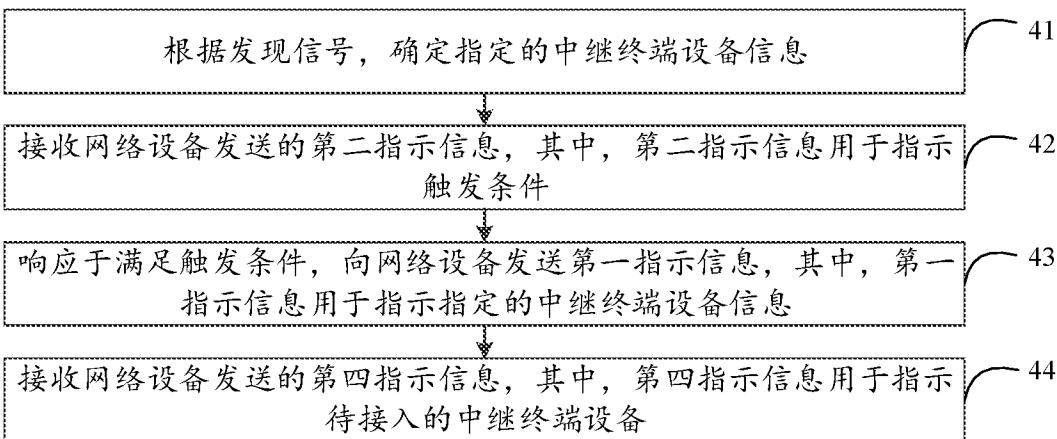 根据发现信号，确定指定的中继终端设备信息
41
接收网络设备发送的第二指示信息，其中，第二指示信息用于指示
触发条件
42
响应于满足触发条件，向网络设备发送第一指示信息，其中，第一
指示信息用于指示指定的中继终端设备信息
43
接收网络设备发送的第四指示信息，其中，第四指示信息用于指示
待接入的中继终端设备
44